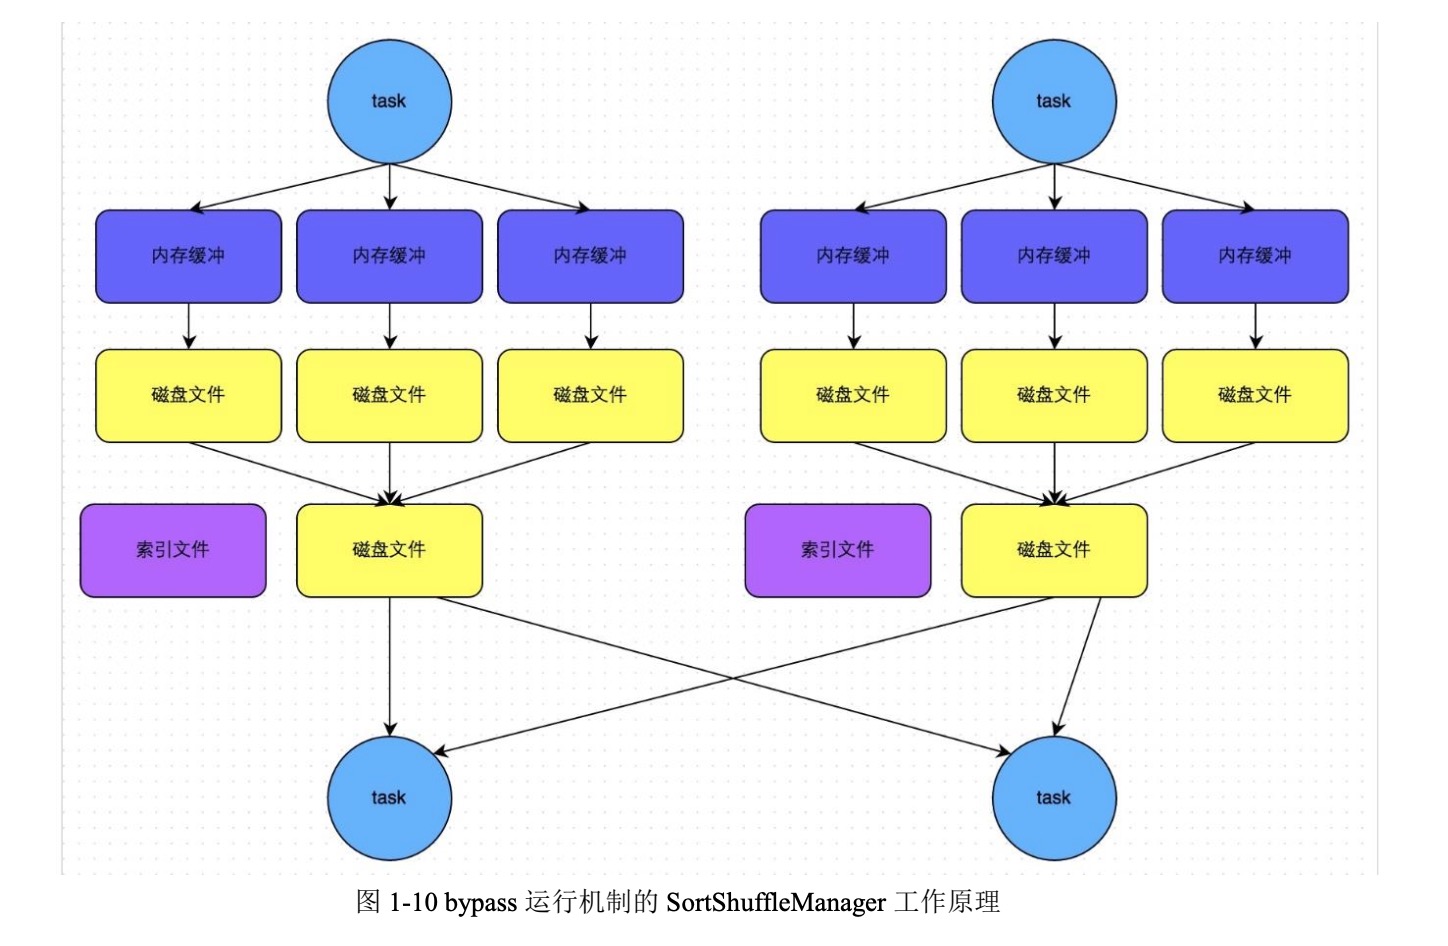 task task
内存缓冲 内存缓冲 内存缓冲 内存缓冲 内存缓冲 内存缓冲
磁盘文件 磁盘文件 磁盘文件 磁盘文件 磁盘文件 磁盘文件
索引文件 磁盘文件 索引文件 磁盘文件
task task
图 1-10 bypass 运行机制的 SortShuffleManager 工作原理